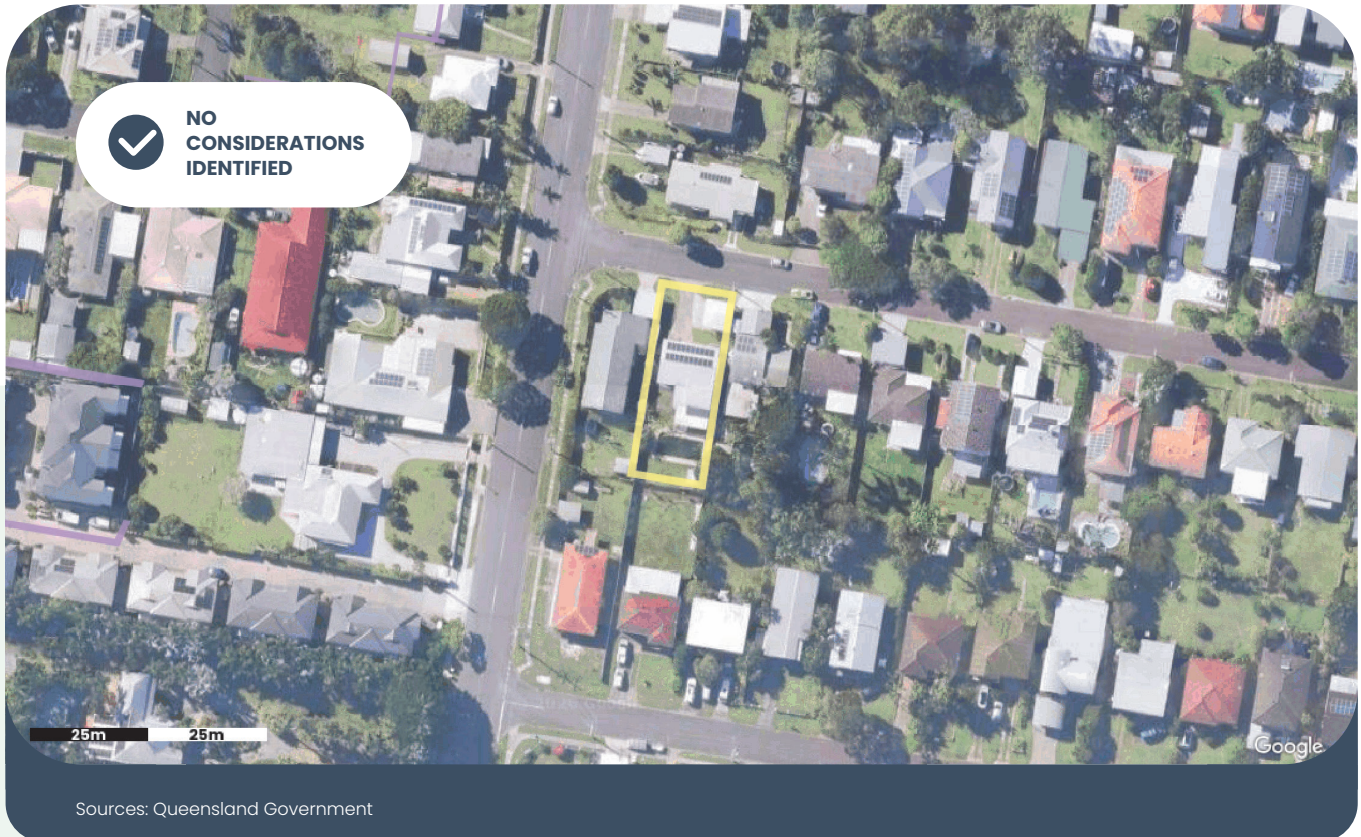 NO
CONSIDERATIONS
IDENTIFIED
25m 25m
Google
Sources: Queensland Government